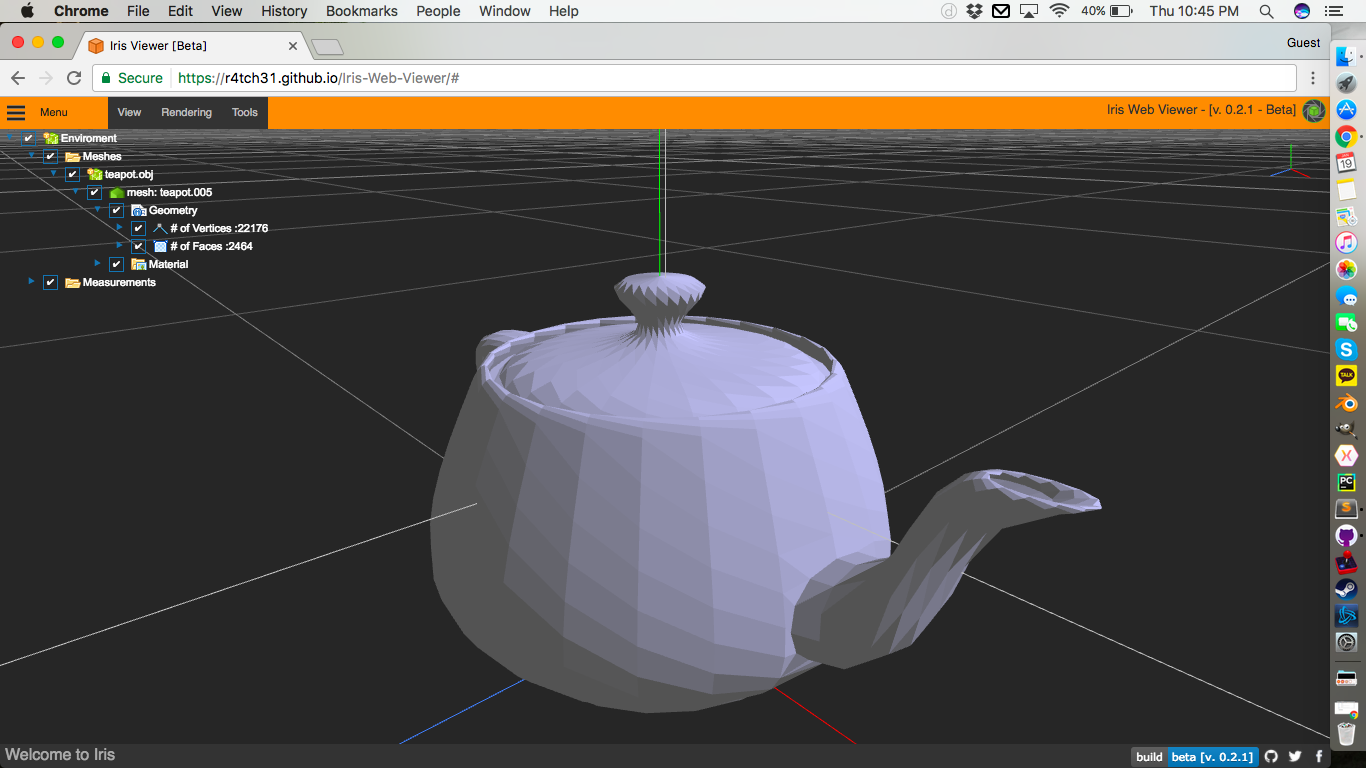 Chrome File Edit View History Bookmarks People Window Help 40% Thu 10:45 PM
Iris Viewer [Beta] Guest
Secure https://r4tch31.github.io/Iris-Web-Viewer/#
Menu View Rendering Tools Iris Web Viewer - [v. 0.2.1 - Beta]
Enviroment
Meshes
teapot.obj
mesh: teapot.005
Geometry
# of Vertices :22176
# of Faces :2464
Material
Measurements
19
TALK
PC
Welcome to Iris build beta [v. 0.2.1]